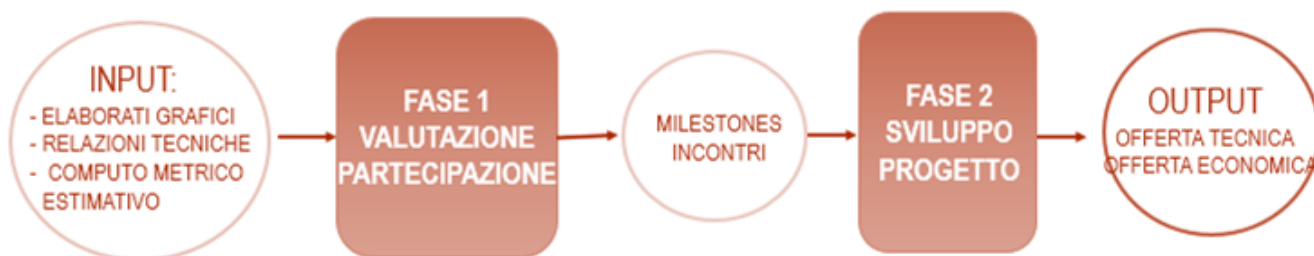 INPUT:
- ELABORATI GRAFICI
- RELAZIONI TECNICHE
- COMPUTO METRICO
ESTIMATIVO
FASE 1
VALUTAZIONE
PARTECIPAZIONE
MILESTONES
INCONTRI
FASE 2
SVILUPPO
PROGETTO
OUTPUT
OFFERTA TECNICA
OFFERTA ECONOMICA